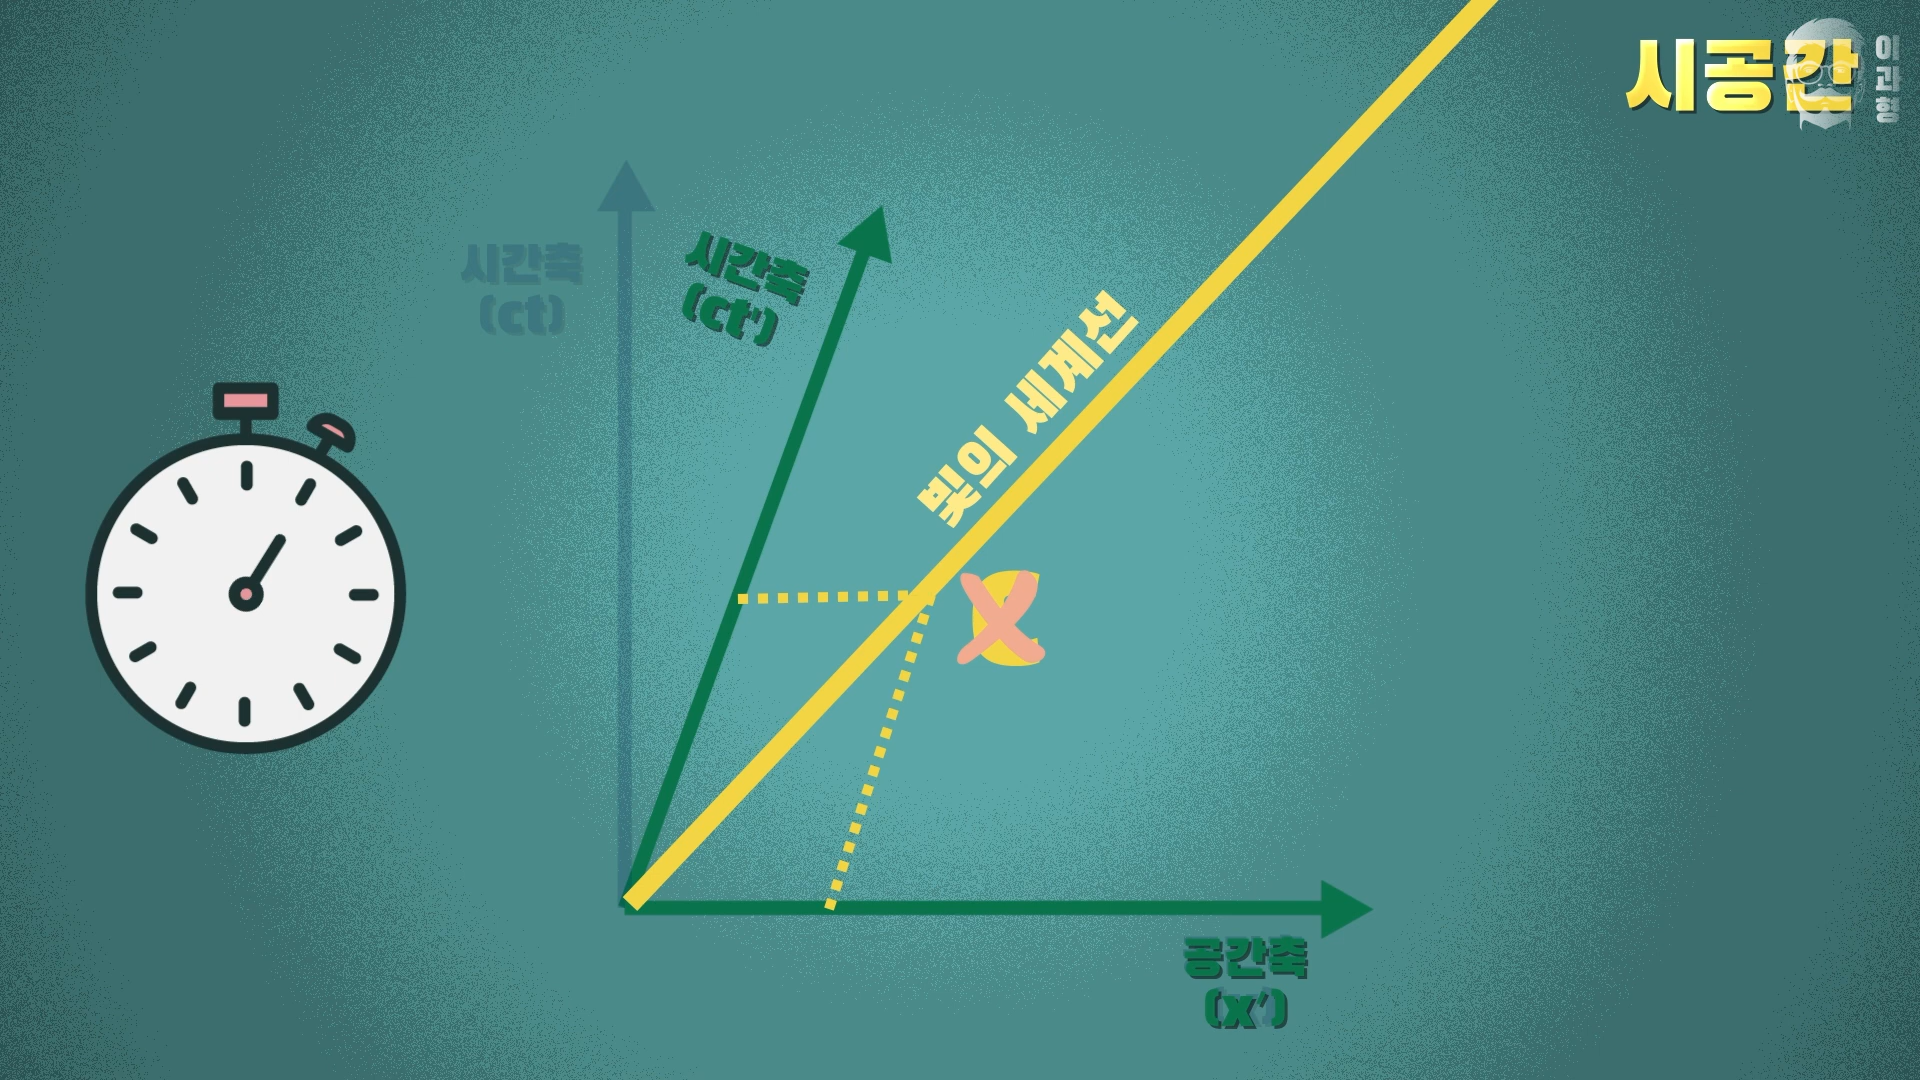 시공간
이과형
시간축
(ct)
시간축
(ct')
빛의 세계선
공간축
(x')